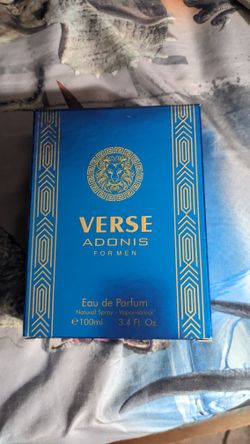 VERSE
ADONIS
FOR MEN
Eau de Parfum
Natural Spray - Vaporisateur
℮100ml 3.4 Fl. Oz.